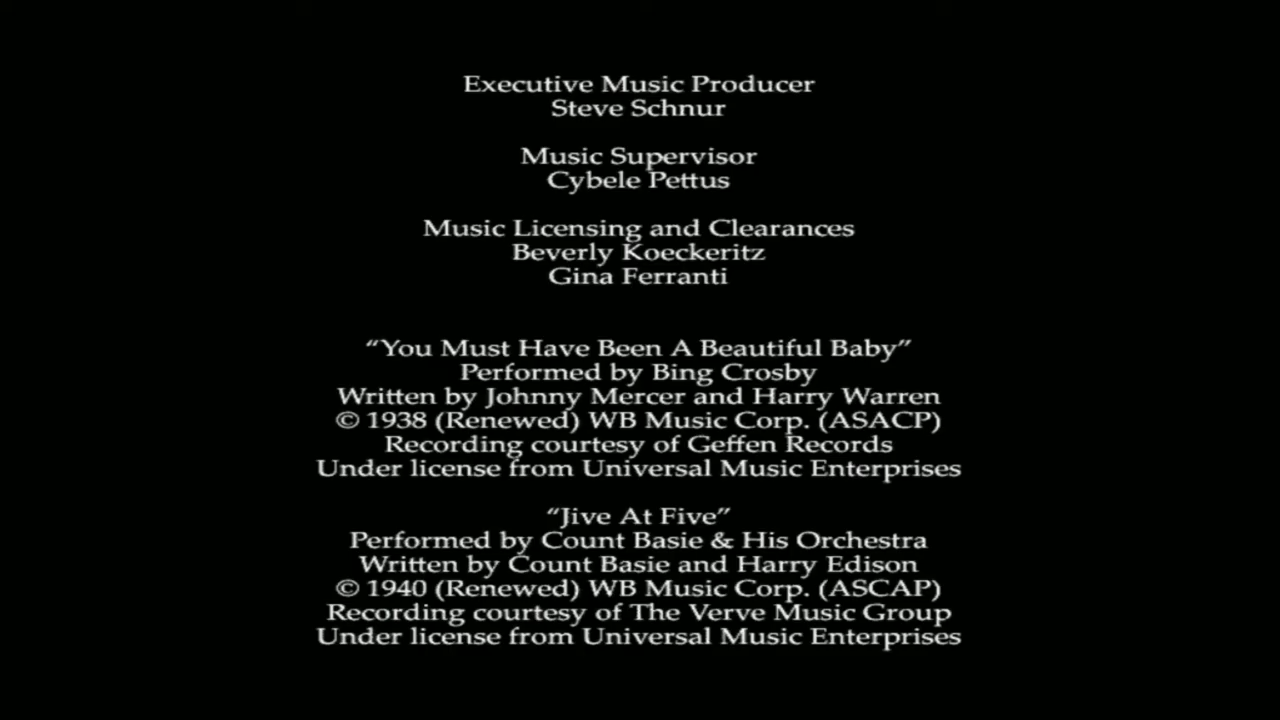 Executive Music Producer
Steve Schnur
Music Supervisor
Cybele Pettus
Music Licensing and Clearances
Beverly Koeckeritz
Gina Ferranti
“You Must Have Been A Beautiful Baby”
Performed by Bing Crosby
Written by Johnny Mercer and Harry Warren
© 1938 (Renewed) WB Music Corp. (ASACP)
Recording courtesy of Geffen Records
Under license from Universal Music Enterprises
“Jive At Five”
Performed by Count Basie & His Orchestra
Written by Count Basie and Harry Edison
© 1940 (Renewed) WB Music Corp. (ASCAP)
Recording courtesy of The Verve Music Group
Under license from Universal Music Enterprises